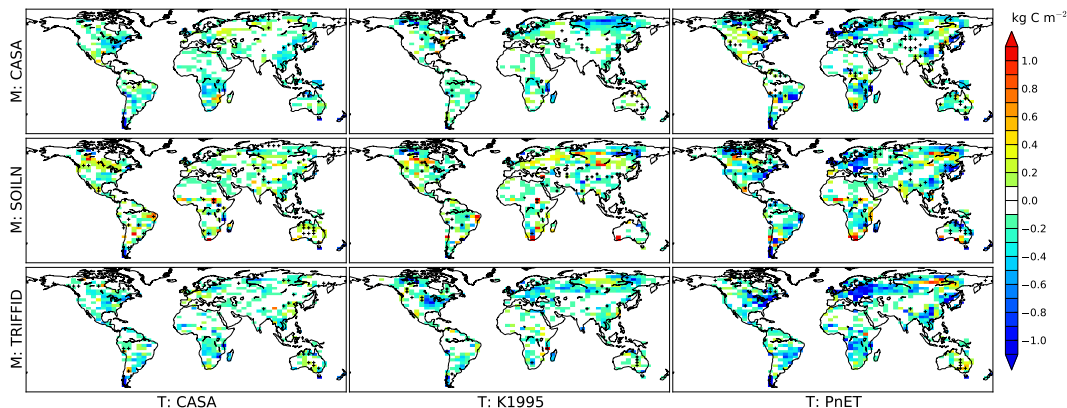 kg C m⁻²
M: CASA
M: SOILN
M: TRIFFID
1.0
0.8
0.6
0.4
0.2
0.0
−0.2
−0.4
−0.6
−0.8
−1.0
T: CASA
T: K1995
T: PnET